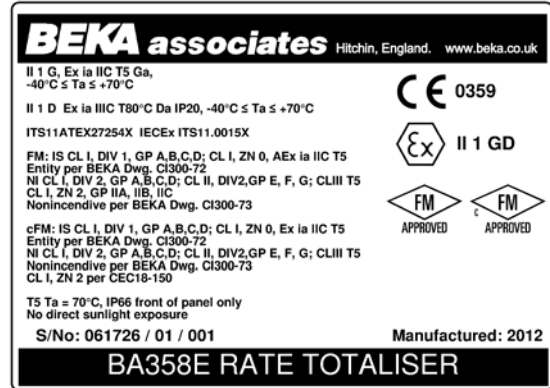 BEKA associates Hitchin, England. www.beka.co.uk
II 1 G, Ex ia IIC T5 Ga,
-40°C ≤ Ta ≤ +70°C
II 1 D Ex ia IIIC T80°C Da IP20, -40°C ≤ Ta ≤ +70°C
ITS11ATEX27254X IECEx ITS11.0015X
FM: IS CL I, DIV 1, GP A,B,C,D; CL I, ZN 0, AEx ia IIC T5
Entity per BEKA Dwg. CI300-72
NI CL I, DIV 2, GP A,B,C,D; CL II, DIV2,GP E, F, G; CLIII T5
CL I, ZN 2, GP IIA, IIB, IIC
Nonincendive per BEKA Dwg. CI300-73
cFM: IS CL I, DIV 1, GP A,B,C,D; CL I, ZN 0, Ex ia IIC T5
Entity per BEKA Dwg. CI300-72
NI CL I, DIV 2, GP A,B,C,D; CL II, DIV2,GP E, F, G; CLIII T5
Nonincendive per BEKA Dwg. CI300-73
CL I, ZN 2 per CEC18-150
T5 Ta = 70°C, IP66 front of panel only
No direct sunlight exposure
CE 0359
Ex II 1 GD
FM
APPROVED
c FM
APPROVED
S/No: 061726 / 01 / 001 Manufactured: 2012
BA358E RATE TOTALISER